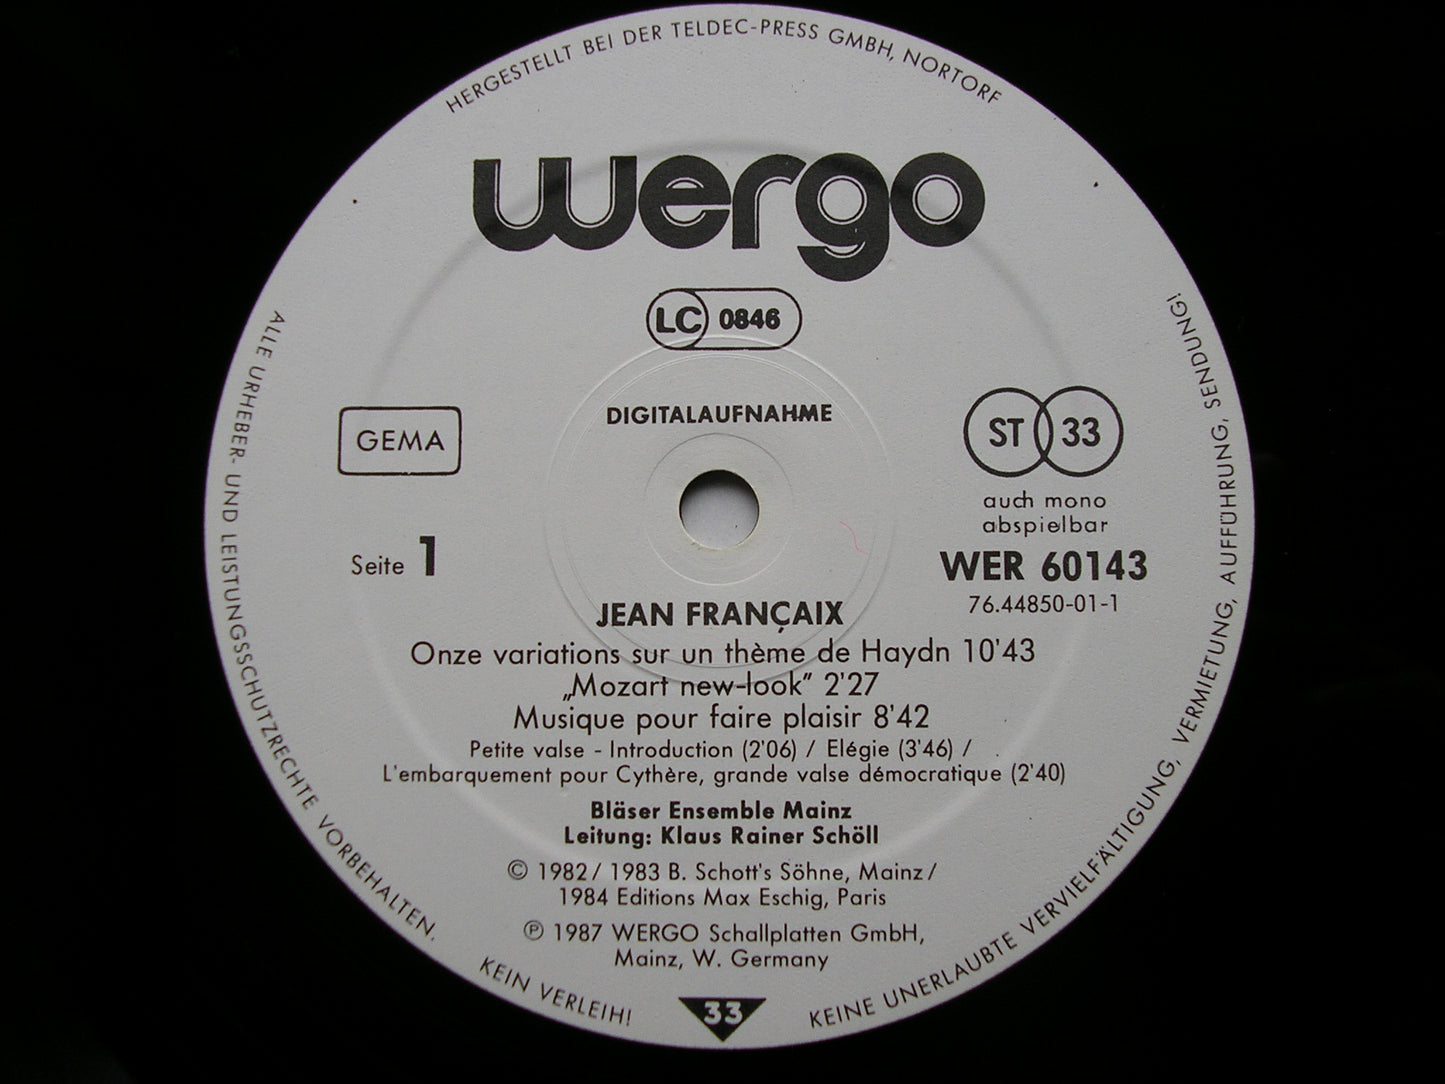 HERGESTELLT BEI DER TELDEC-PRESS GMBH, NORTORF
wergo
LC 0846
DIGITALAUFNAHME
GEMA
ST 33
auch mono
abspielbar
Seite 1
WER 60143
76.44850-01-1
JEAN FRANÇAIX
Onze variations sur un thème de Haydn 10'43
„Mozart new-look” 2'27
Musique pour faire plaisir 8'42
Petite valse - Introduction (2'06) / Elégie (3'46) /
L'embarquement pour Cythère, grande valse démocratique (2'40)
Bläser Ensemble Mainz
Leitung: Klaus Rainer Schöll
© 1982 / 1983 B. Schott's Söhne, Mainz /
1984 Editions Max Eschig, Paris
℗ 1987 WERGO Schallplatten GmbH,
Mainz, W. Germany
33
ALLE URHEBER- UND LEISTUNGSSCHUTZRECHTE VORBEHALTEN.
KEIN VERLEIH!
KEINE UNERLAUBTE VERVIELFÄLTIGUNG, VERMIETUNG, AUFFÜHRUNG, SENDUNG!